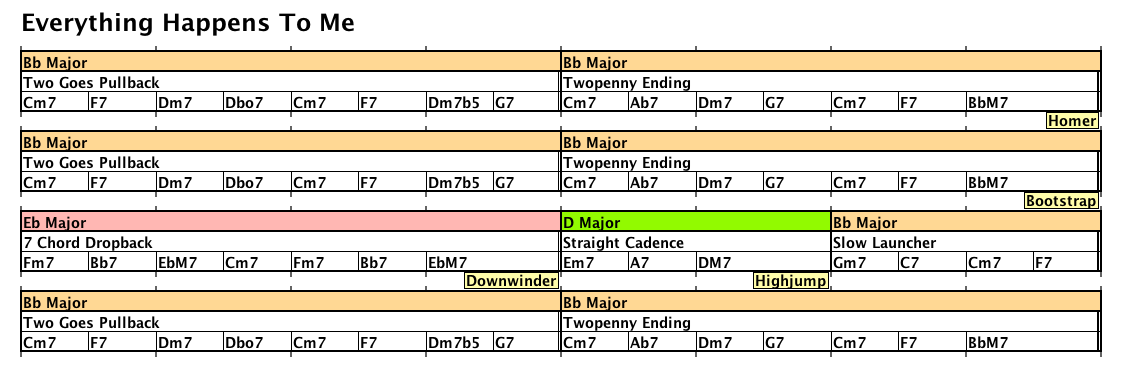 Everything Happens To Me
Bb Major Bb Major
Two Goes Pullback Twopenny Ending
Cm7 F7 Dm7 Dbo7 Cm7 F7 Dm7b5 G7 Cm7 Ab7 Dm7 G7 Cm7 F7 BbM7
Homer
Bb Major Bb Major
Two Goes Pullback Twopenny Ending
Cm7 F7 Dm7 Dbo7 Cm7 F7 Dm7b5 G7 Cm7 Ab7 Dm7 G7 Cm7 F7 BbM7
Bootstrap
Eb Major D Major Bb Major
7 Chord Dropback Straight Cadence Slow Launcher
Fm7 Bb7 EbM7 Cm7 Fm7 Bb7 EbM7 Em7 A7 DM7 Gm7 C7 Cm7 F7
Downwinder Highjump
Bb Major Bb Major
Two Goes Pullback Twopenny Ending
Cm7 F7 Dm7 Dbo7 Cm7 F7 Dm7b5 G7 Cm7 Ab7 Dm7 G7 Cm7 F7 BbM7